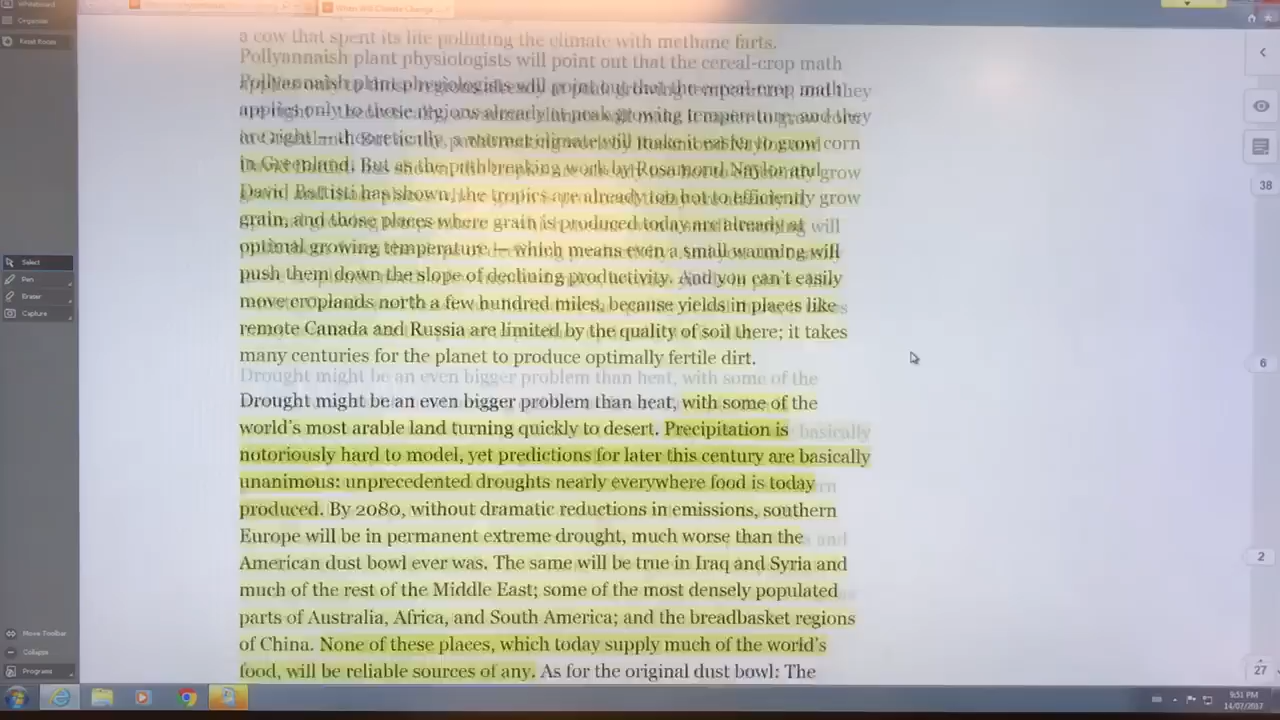 Whiteboard
Organiser
Reset Focus
a cow that spent its life polluting the climate with methane farts.
Pollyannaish plant physiologists will point out that the cereal-crop math
applies only to those regions already at peak growing temperature, and they
are right — theoretically, a warmer climate will make it easier to grow corn
in Greenland. But as the pathbreaking work by Rosamond Naylor and
David Battisti has shown, the tropics are already too hot to efficiently grow
grain, and those places where grain is produced today are already at
optimal growing temperature — which means even a small warming will
push them down the slope of declining productivity. And you can't easily
move croplands north a few hundred miles, because yields in places like
remote Canada and Russia are limited by the quality of soil there; it takes
many centuries for the planet to produce optimally fertile dirt.
Drought might be an even bigger problem than heat, with some of the
world's most arable land turning quickly to desert. Precipitation is
notoriously hard to model, yet predictions for later this century are basically
unanimous: unprecedented droughts nearly everywhere food is today
produced. By 2080, without dramatic reductions in emissions, southern
Europe will be in permanent extreme drought, much worse than the
American dust bowl ever was. The same will be true in Iraq and Syria and
much of the rest of the Middle East; some of the most densely populated
parts of Australia, Africa, and South America; and the breadbasket regions
of China. None of these places, which today supply much of the world's
food, will be reliable sources of any. As for the original dust bowl: The
Select
Pen
Eraser
Capture
Move Toolbar
Collapse
Programs
38
6
2
27
9:51 PM
14/07/2017